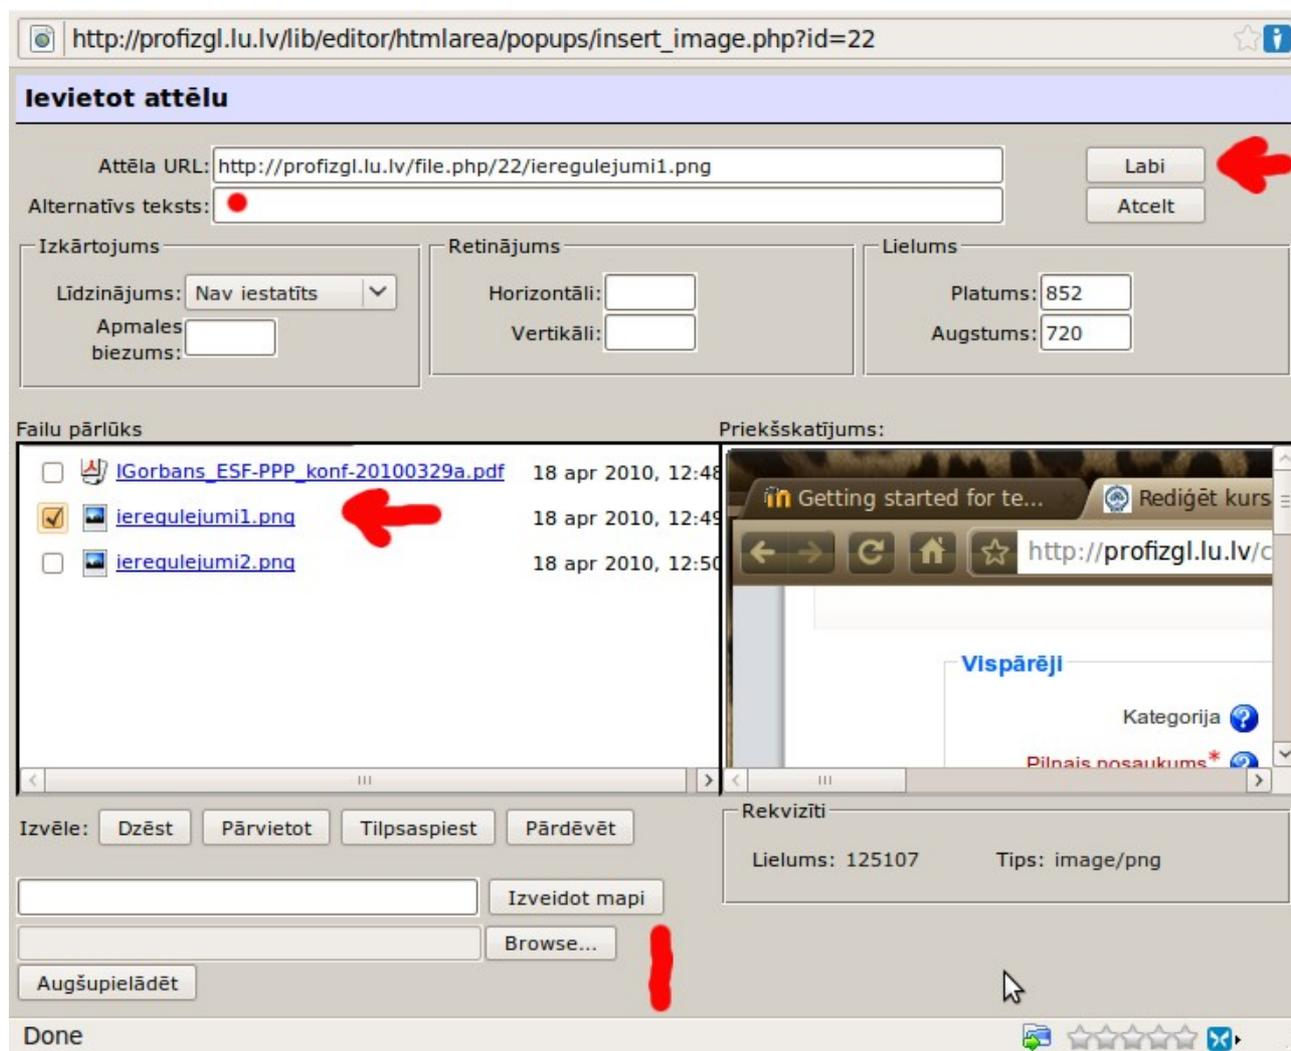 http://profizgl.lu.lv/lib/editor/htmlarea/popups/insert_image.php?id=22
Ievietot attēlu
Attēla URL: http://profizgl.lu.lv/file.php/22/ieregulejumi1.png Labi
Alternatīvs teksts: Atcelt
Izkārtojums Retinājums Lielums
Līdzinājums: Nav iestatīts Horizontāli: Platums: 852
Apmales biezums: Vertikāli: Augstums: 720
Failu pārlūks Priekšskatījums:
IGorbans_ESF-PPP_konf-20100329a.pdf 18 apr 2010, 12:48
ieregulejumi1.png 18 apr 2010, 12:49
ieregulejumi2.png 18 apr 2010, 12:50
Getting started for te... Rediģēt kurs
http://profizgl.lu.lv/c
Vispārēji
Kategorija
Pilnais nosaukums*
Izvēle: Dzēst Pārvietot Tilpsaspiest Pārdēvēt
Rekvizīti
Lielums: 125107 Tips: image/png
Izveidot mapi
Browse...
Augšupielādēt
Done